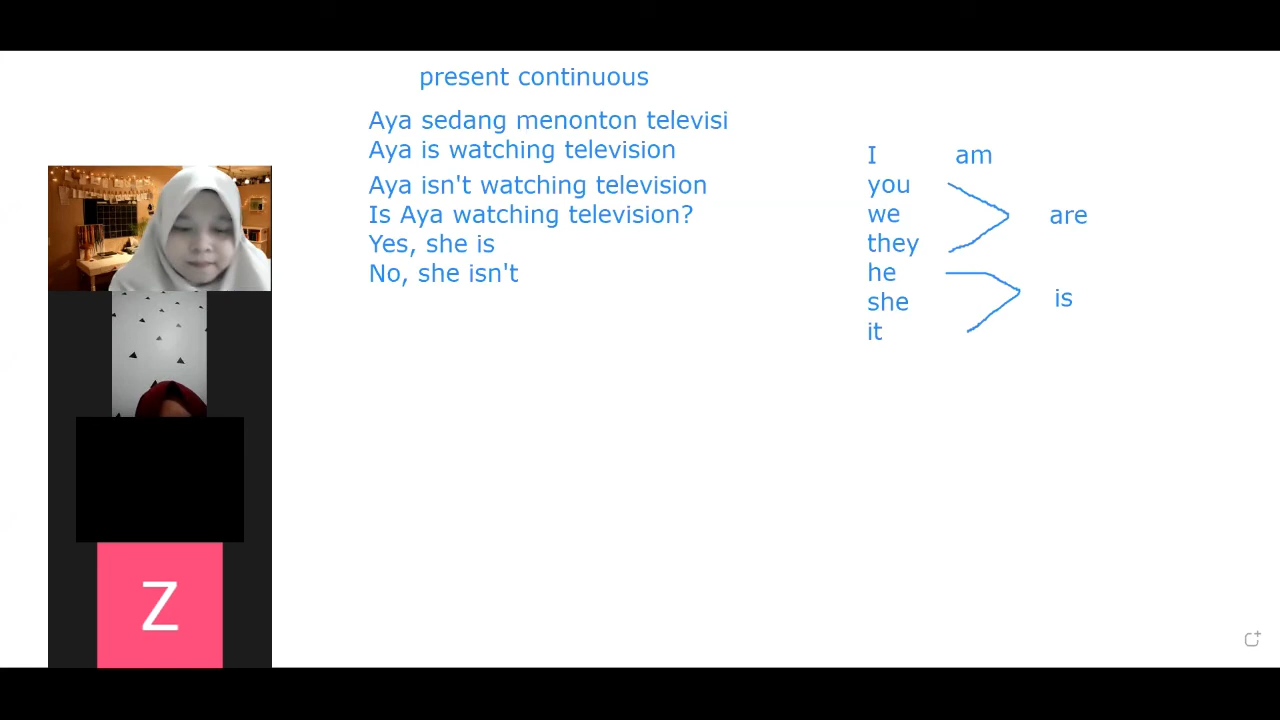 present continuous
Aya sedang menonton televisi
Aya is watching television
Aya isn't watching television
Is Aya watching television?
Yes, she is
No, she isn't
I am
you
we are
they
he
she is
it
Z